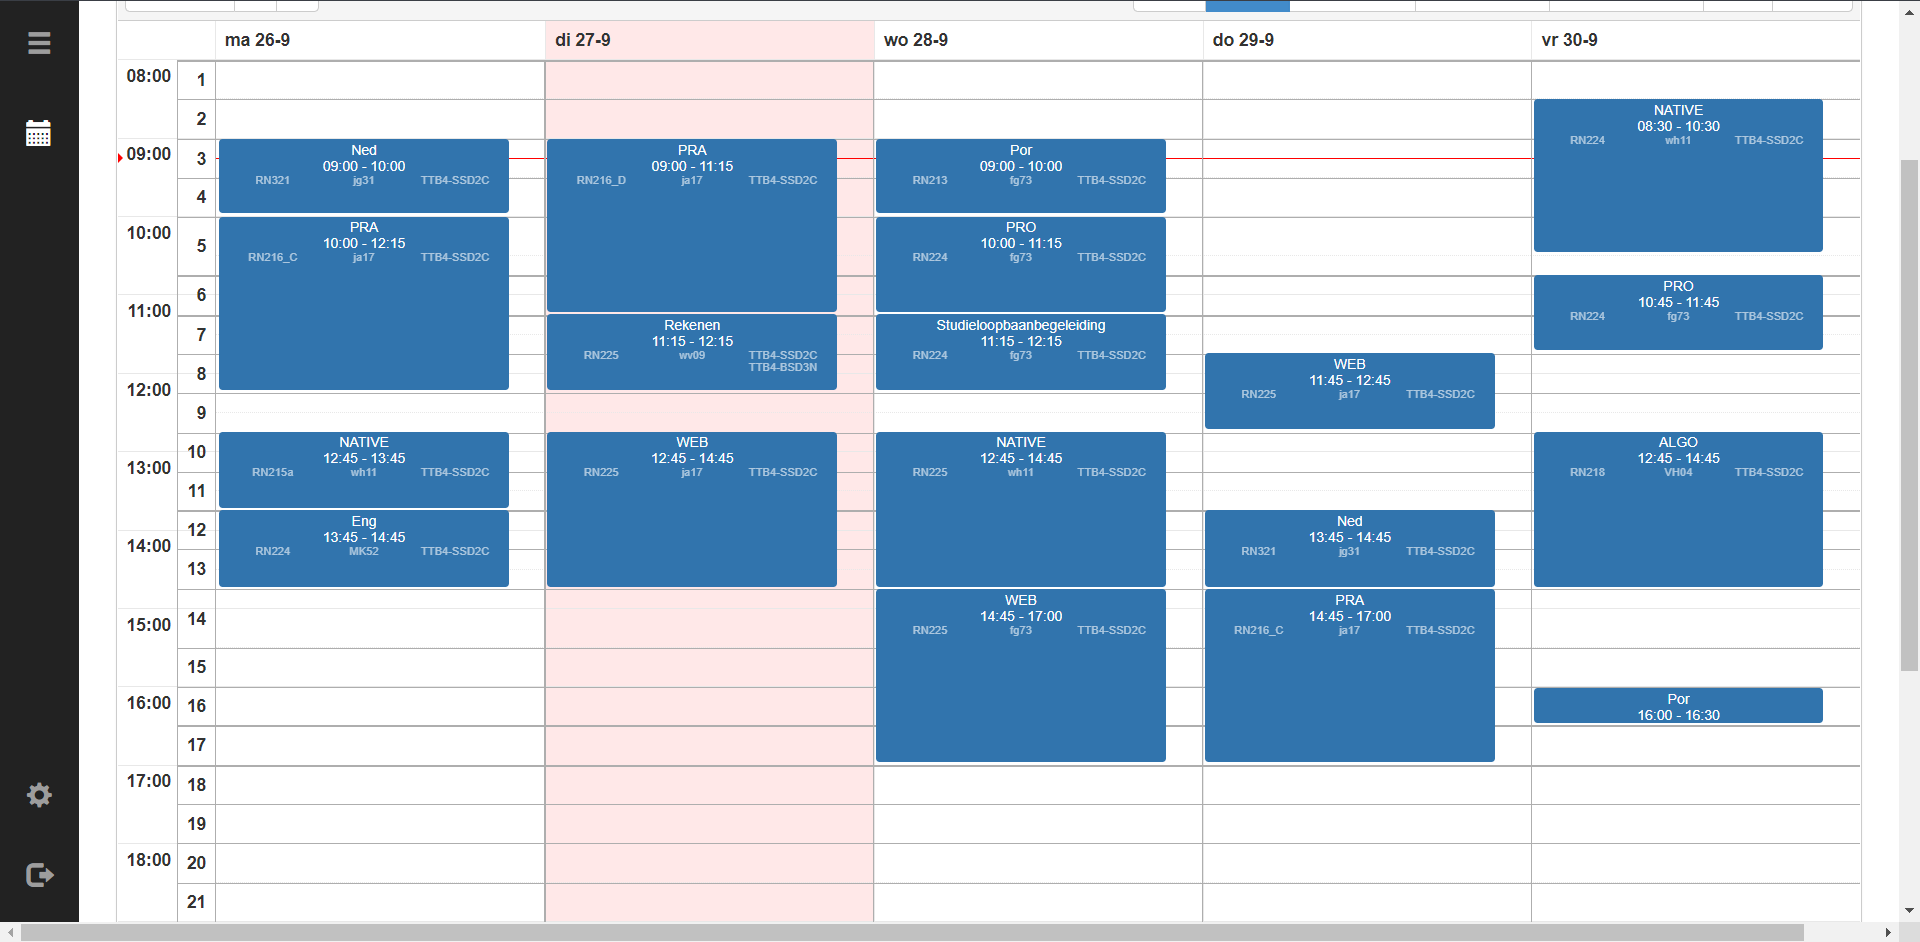 ma 26-9
di 27-9
wo 28-9
do 29-9
vr 30-9
08:00
09:00
10:00
11:00
12:00
13:00
14:00
15:00
16:00
17:00
18:00
1
2
3
4
5
6
7
8
9
10
11
12
13
14
15
16
17
18
19
20
21
Ned
09:00 - 10:00
RN321 jg31 TTB4-SSD2C
PRA
10:00 - 12:15
RN216_C ja17 TTB4-SSD2C
NATIVE
12:45 - 13:45
RN215a wh11 TTB4-SSD2C
Eng
13:45 - 14:45
RN224 MK52 TTB4-SSD2C
PRA
09:00 - 11:15
RN216_D ja17 TTB4-SSD2C
Rekenen
11:15 - 12:15
RN225 wv09 TTB4-SSD2C
TTB4-BSD3N
WEB
12:45 - 14:45
RN225 ja17 TTB4-SSD2C
Por
09:00 - 10:00
RN213 fg73 TTB4-SSD2C
PRO
10:00 - 11:15
RN224 fg73 TTB4-SSD2C
Studieloopbaanbegeleiding
11:15 - 12:15
RN224 fg73 TTB4-SSD2C
NATIVE
12:45 - 14:45
RN225 wh11 TTB4-SSD2C
WEB
14:45 - 17:00
RN225 fg73 TTB4-SSD2C
WEB
11:45 - 12:45
RN225 ja17 TTB4-SSD2C
Ned
13:45 - 14:45
RN321 jg31 TTB4-SSD2C
PRA
14:45 - 17:00
RN216_C ja17 TTB4-SSD2C
NATIVE
08:30 - 10:30
RN224 wh11 TTB4-SSD2C
PRO
10:45 - 11:45
RN224 fg73 TTB4-SSD2C
ALGO
12:45 - 14:45
RN218 VH04 TTB4-SSD2C
Por
16:00 - 16:30